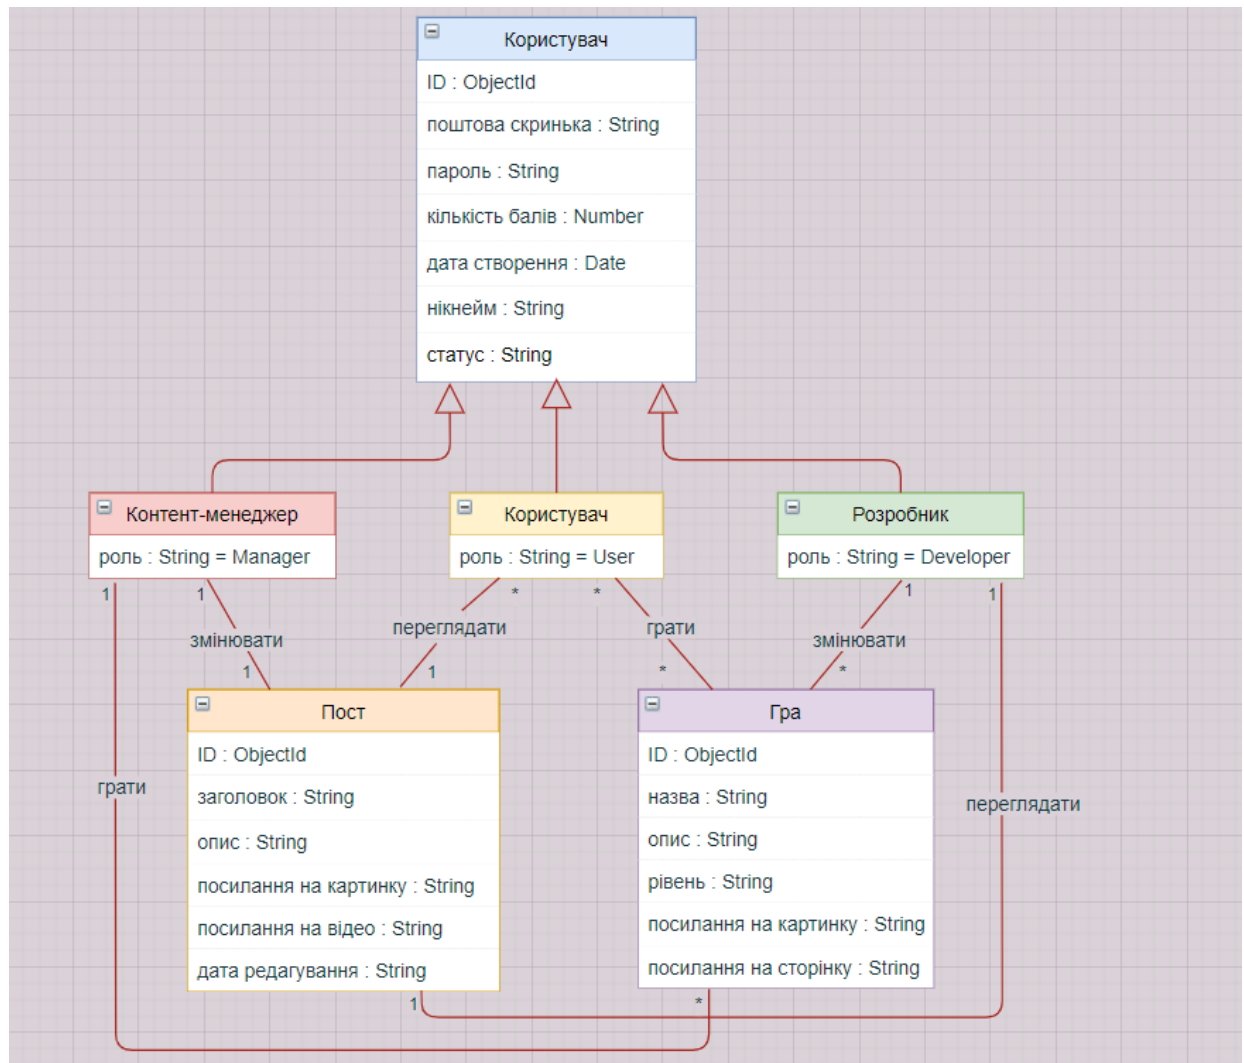 Користувач
ID : ObjectId
поштова скринька : String
пароль : String
кількість балів : Number
дата створення : Date
нікнейм : String
статус : String
Контент-менеджер
роль : String = Manager
Користувач
роль : String = User
Розробник
роль : String = Developer
1
1
*
*
1
1
змінювати
переглядати
грати
змінювати
1
1
*
*
Пост
ID : ObjectId
заголовок : String
опис : String
посилання на картинку : String
посилання на відео : String
дата редагування : String
Гра
ID : ObjectId
назва : String
опис : String
рівень : String
посилання на картинку : String
посилання на сторінку : String
грати
переглядати
1
*